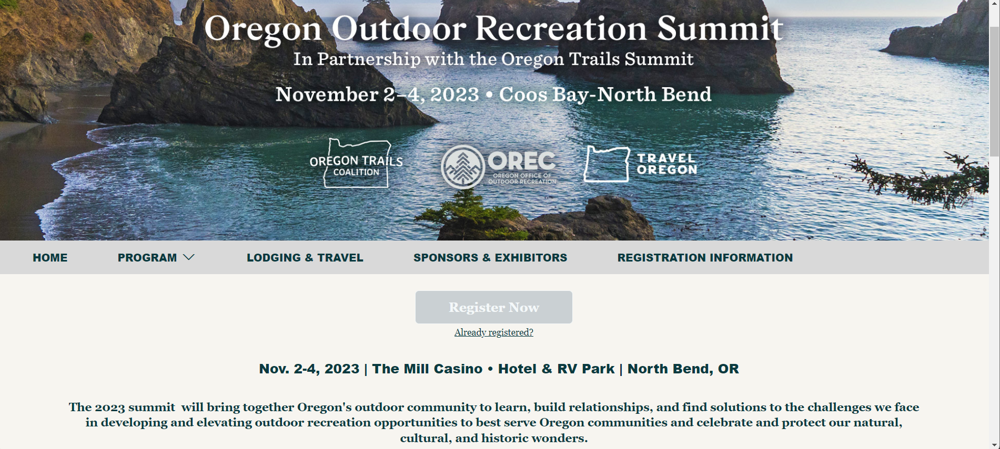 Oregon Outdoor Recreation Summit
In Partnership with the Oregon Trails Summit
November 2–4, 2023 • Coos Bay-North Bend
OREGON TRAILS
COALITION
OREC
OREGON OFFICE OF
OUTDOOR RECREATION
TRAVEL
OREGON
HOME PROGRAM LODGING & TRAVEL SPONSORS & EXHIBITORS REGISTRATION INFORMATION
Register Now
Already registered?
Nov. 2-4, 2023 | The Mill Casino • Hotel & RV Park | North Bend, OR
The 2023 summit  will bring together Oregon's outdoor community to learn, build relationships, and find solutions to the challenges we face
in developing and elevating outdoor recreation opportunities to best serve Oregon communities and celebrate and protect our natural,
cultural, and historic wonders.